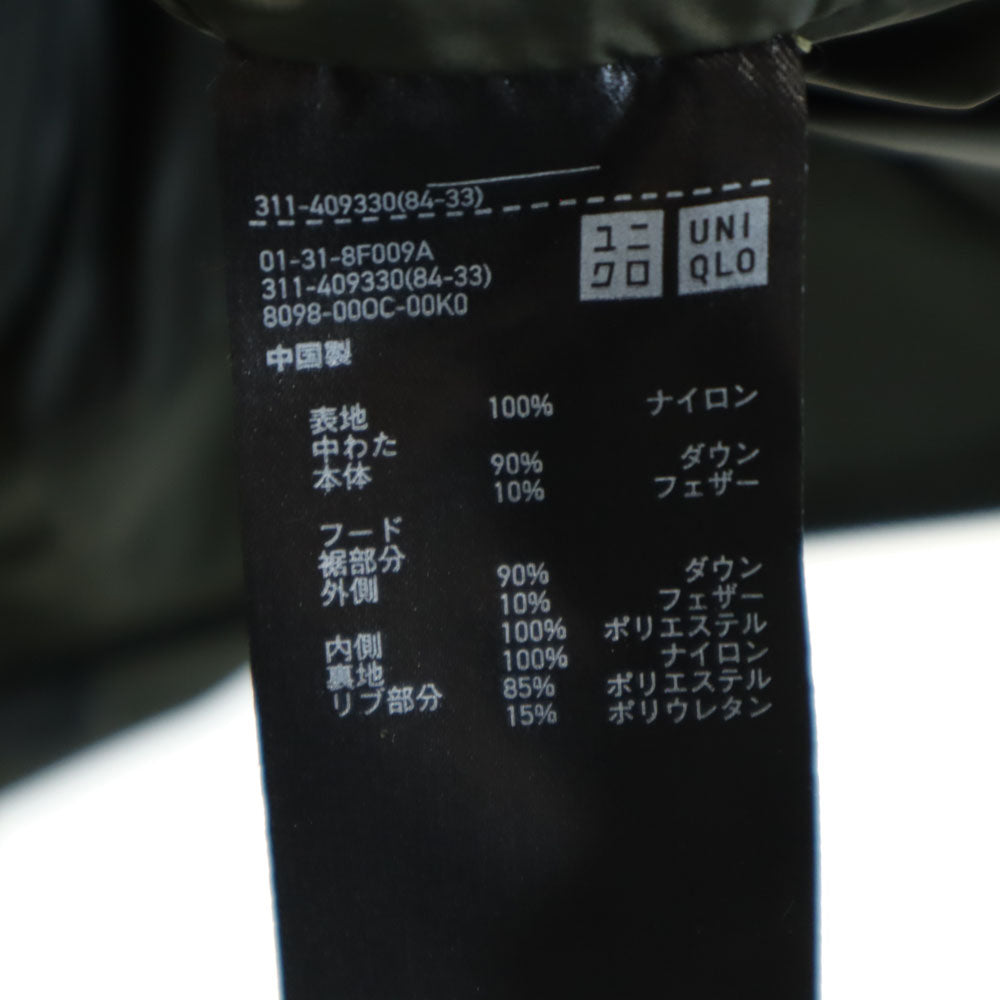 311-409330(84-33)
ユニ
クロ
UNI
QLO
01-31-8F009A
311-409330(84-33)
8098-000C-00K0
中国製
表地 100% ナイロン
中わた
本体 90% ダウン
10% フェザー
フード
裾部分
外側 90% ダウン
10% フェザー
内側 100% ポリエステル
裏地 100% ナイロン
リブ部分 85% ポリエステル
15% ポリウレタン